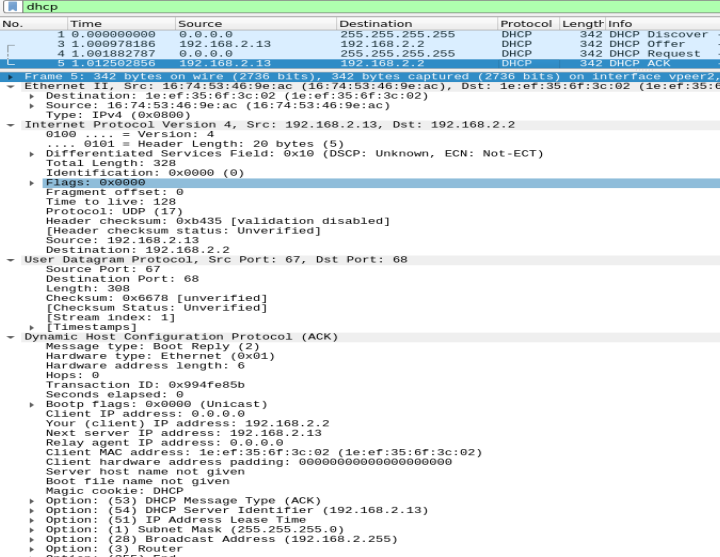 dhcp
No. Time Source Destination Protocol Length Info
1 0.000000000 0.0.0.0 255.255.255.255 DHCP 342 DHCP Discover
3 1.000978186 192.168.2.13 192.168.2.2 DHCP 342 DHCP Offer
4 1.001882787 0.0.0.0 255.255.255.255 DHCP 342 DHCP Request
5 1.012502856 192.168.2.13 192.168.2.2 DHCP 342 DHCP ACK
Frame 5: 342 bytes on wire (2736 bits), 342 bytes captured (2736 bits) on interface vpeer2,
Ethernet II, Src: 16:74:53:46:9e:ac (16:74:53:46:9e:ac), Dst: 1e:ef:35:6f:3c:02 (1e:ef:35:6
Destination: 1e:ef:35:6f:3c:02 (1e:ef:35:6f:3c:02)
Source: 16:74:53:46:9e:ac (16:74:53:46:9e:ac)
Type: IPv4 (0x0800)
Internet Protocol Version 4, Src: 192.168.2.13, Dst: 192.168.2.2
0100 .... = Version: 4
.... 0101 = Header Length: 20 bytes (5)
Differentiated Services Field: 0x10 (DSCP: Unknown, ECN: Not-ECT)
Total Length: 328
Identification: 0x0000 (0)
Flags: 0x0000
Fragment offset: 0
Time to live: 128
Protocol: UDP (17)
Header checksum: 0xb435 [validation disabled]
[Header checksum status: Unverified]
Source: 192.168.2.13
Destination: 192.168.2.2
User Datagram Protocol, Src Port: 67, Dst Port: 68
Source Port: 67
Destination Port: 68
Length: 308
Checksum: 0x6678 [unverified]
[Checksum Status: Unverified]
[Stream index: 1]
[Timestamps]
Dynamic Host Configuration Protocol (ACK)
Message type: Boot Reply (2)
Hardware type: Ethernet (0x01)
Hardware address length: 6
Hops: 0
Transaction ID: 0x994fe85b
Seconds elapsed: 0
Bootp flags: 0x0000 (Unicast)
Client IP address: 0.0.0.0
Your (client) IP address: 192.168.2.2
Next server IP address: 192.168.2.13
Relay agent IP address: 0.0.0.0
Client MAC address: 1e:ef:35:6f:3c:02 (1e:ef:35:6f:3c:02)
Client hardware address padding: 00000000000000000000
Server host name not given
Boot file name not given
Magic cookie: DHCP
Option: (53) DHCP Message Type (ACK)
Option: (54) DHCP Server Identifier (192.168.2.13)
Option: (51) IP Address Lease Time
Option: (1) Subnet Mask (255.255.255.0)
Option: (28) Broadcast Address (192.168.2.255)
Option: (3) Router